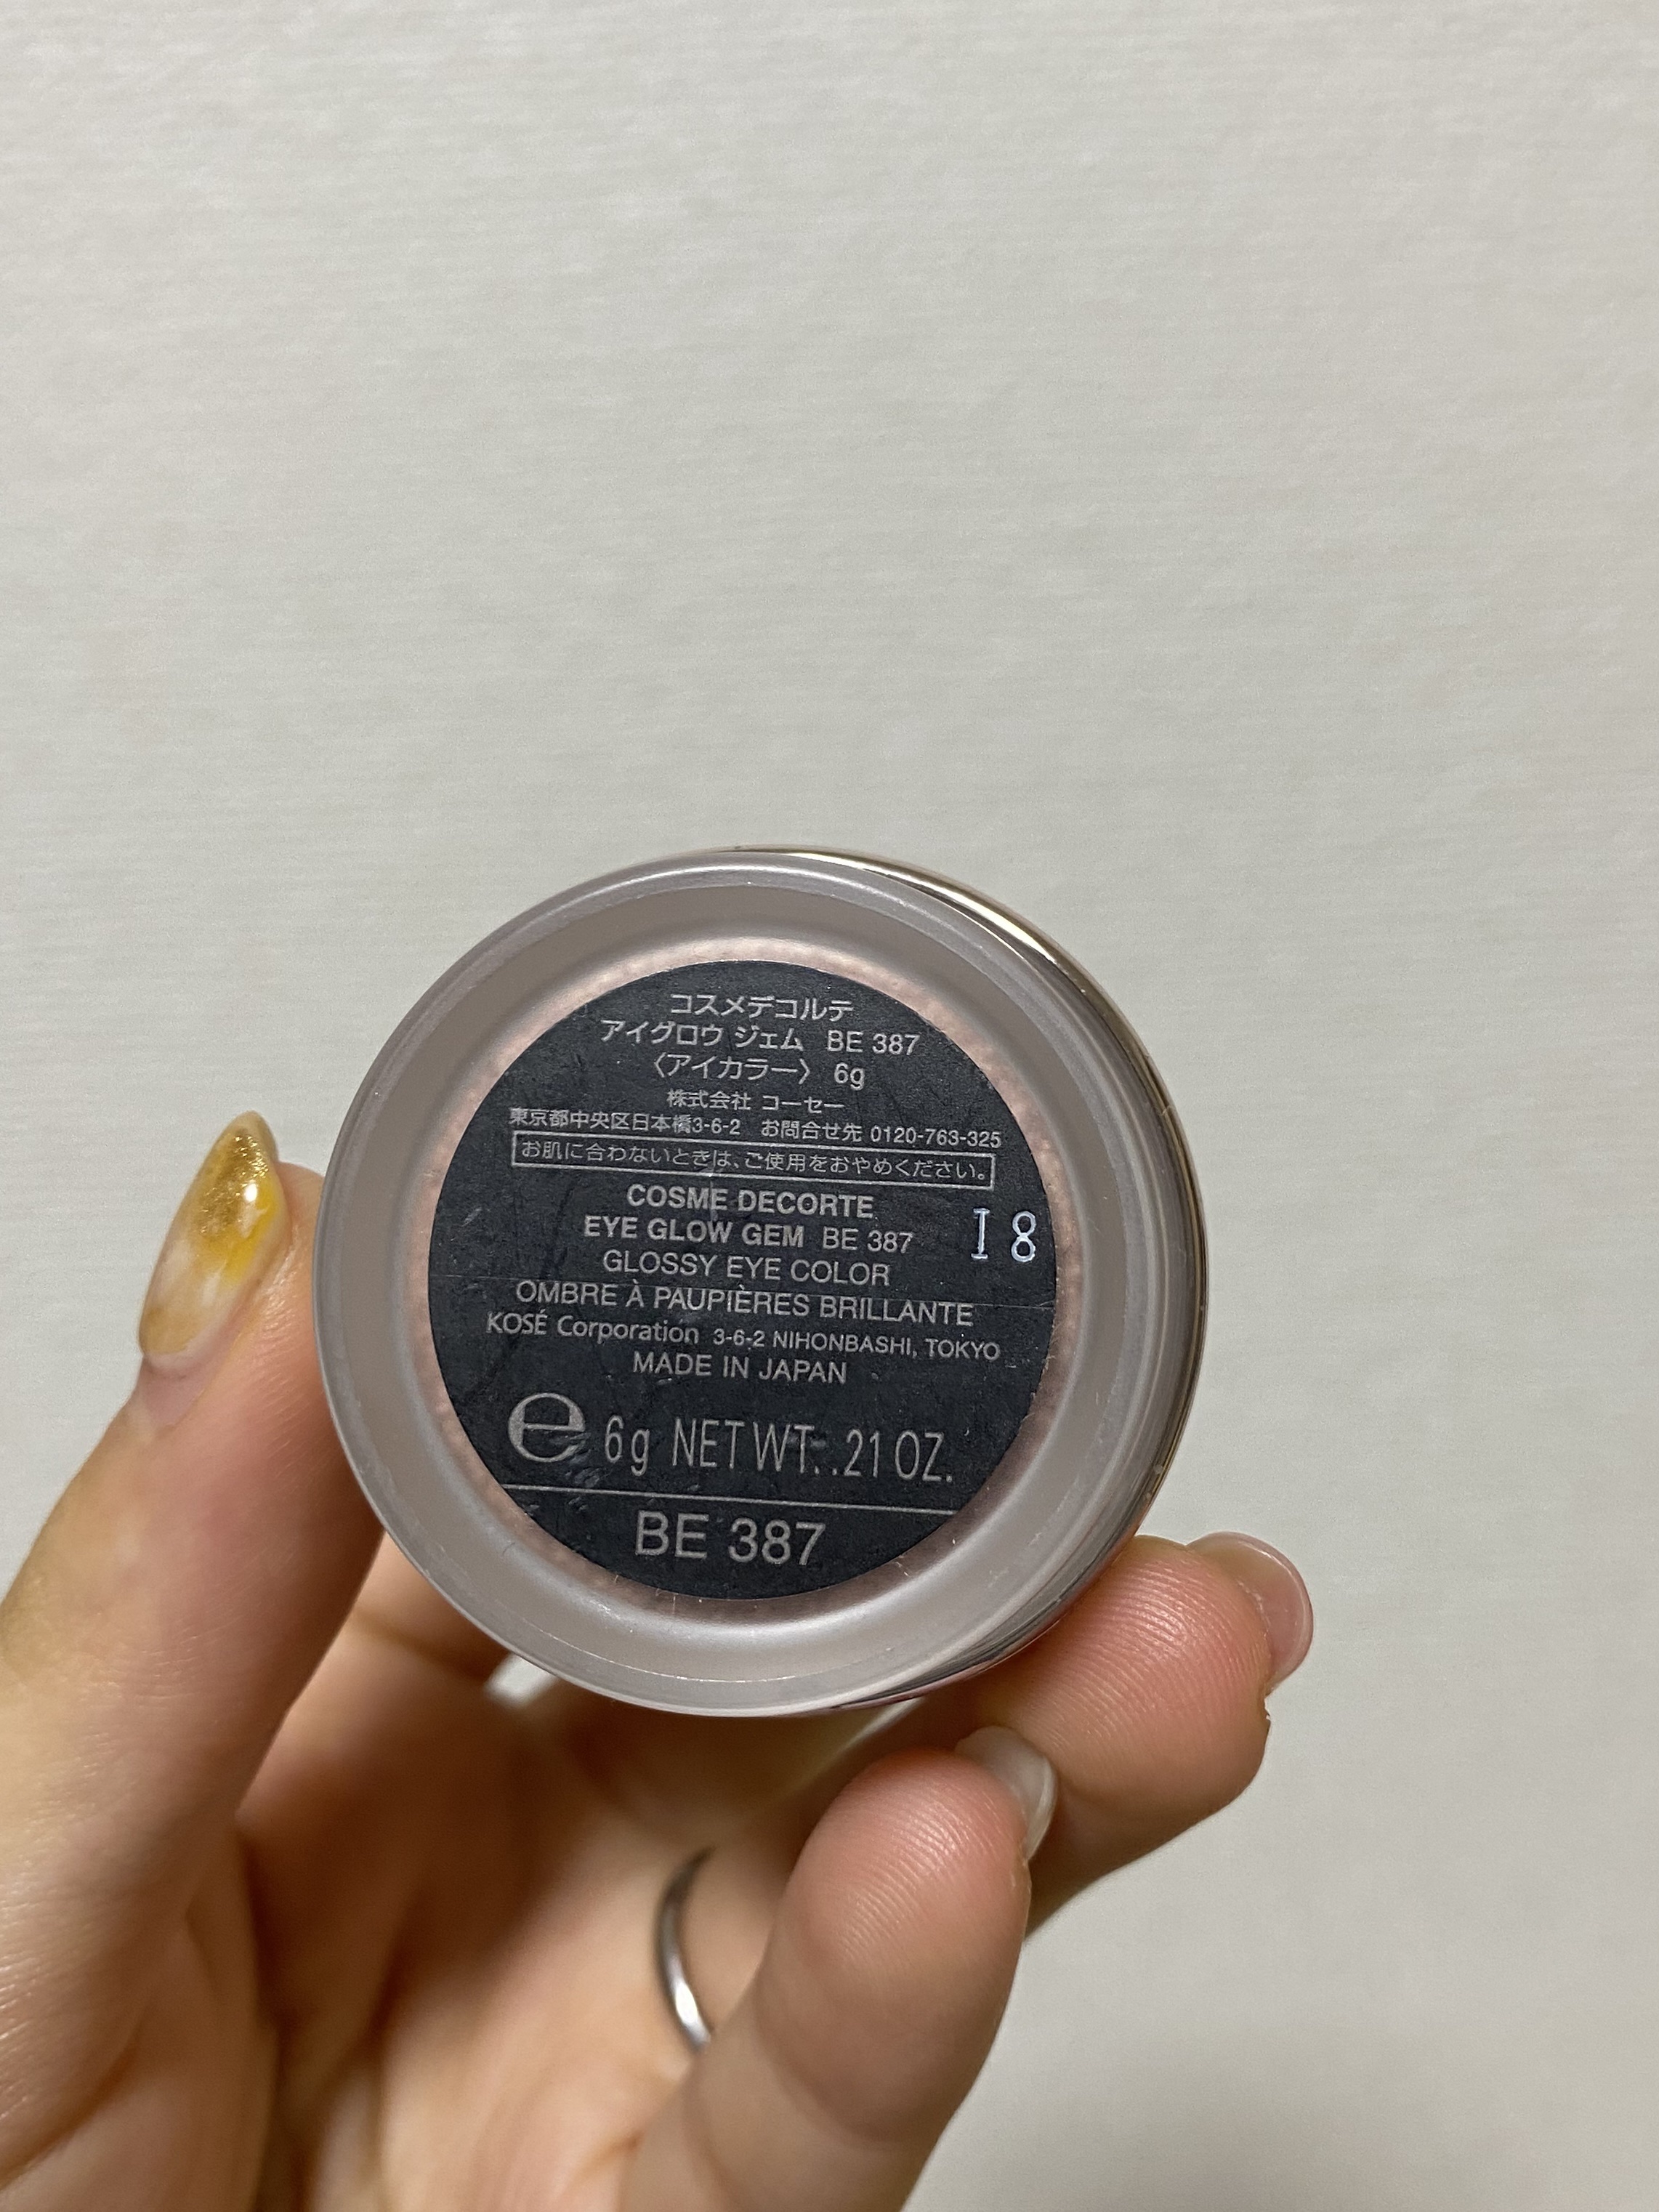 コスメデコルテ
アイグロウ ジェム BE 387
〈アイカラー〉 6g
株式会社 コーセー
東京都中央区日本橋3-6-2 お問合せ先 0120-763-325
お肌に合わないときは、ご使用をおやめください。
COSME DECORTE
EYE GLOW GEM BE 387
I8
GLOSSY EYE COLOR
OMBRE À PAUPIÈRES BRILLANTE
KOSÉ Corporation 3-6-2 NIHONBASHI, TOKYO
MADE IN JAPAN
e 6g NET WT. .21 OZ.
BE 387